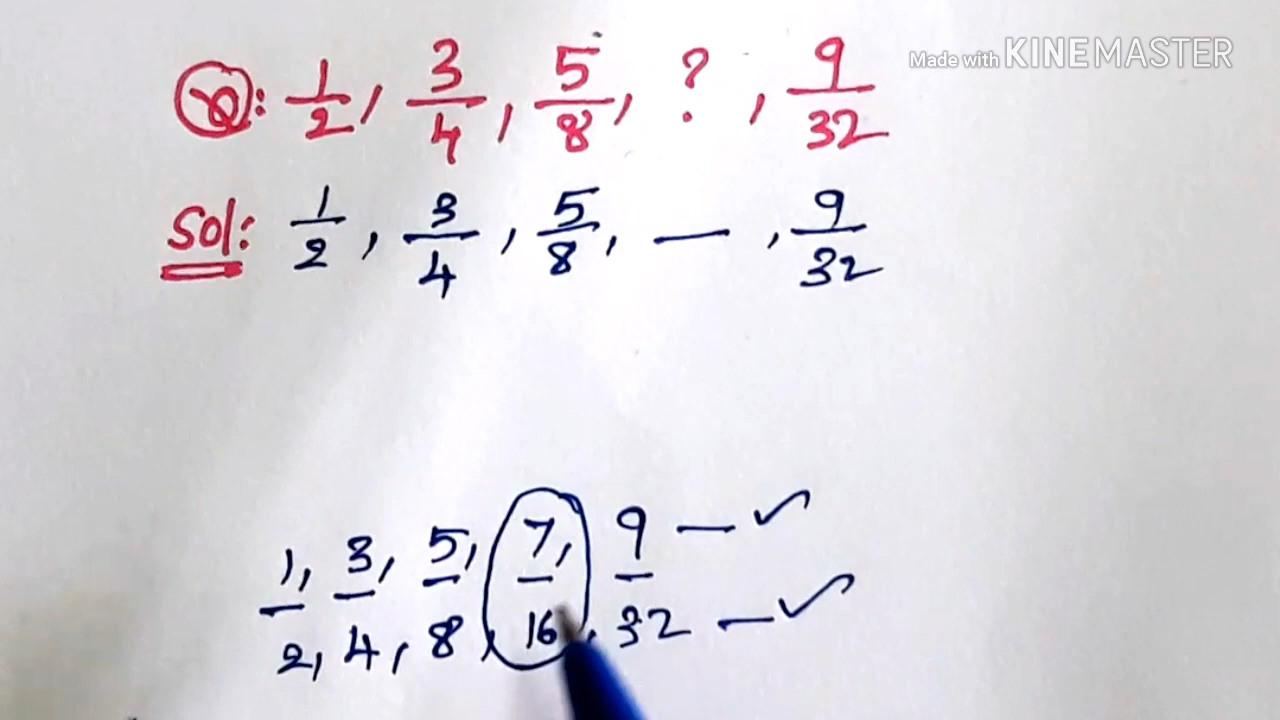 Made with KINEMASTER
Q: 1/2, 3/4, 5/8, ?, 9/32
Sol: 1/2, 3/4, 5/8, —, 9/32
1, 3, 5, 7, 9 — ✓
2, 4, 8, 16, 32 — ✓